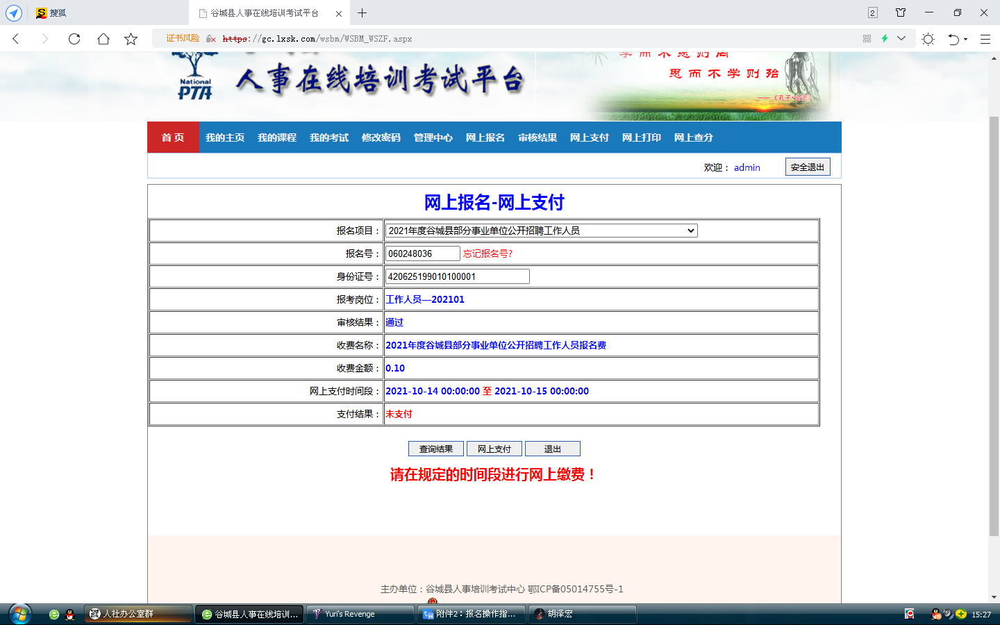 搜狐
谷城县人事在线培训考试平台
2
证书风险 https://gc.lxsk.com/wsbm/WSBM_WSZF.aspx
National
PTA
人事在线培训考试平台
学而不思则罔
思而不学则殆
首 页 我的主页 我的课程 我的考试 修改密码 管理中心 网上报名 审核结果 网上支付 网上打印 网上查分
欢迎： admin 安全退出
网上报名-网上支付
报名项目： 2021年度谷城县部分事业单位公开招聘工作人员
报名号： 060248036 忘记报名号?
身份证号： 420625199010100001
报考岗位： 工作人员—202101
审核结果： 通过
收费名称： 2021年度谷城县部分事业单位公开招聘工作人员报名费
收费金额： 0.10
网上支付时间段： 2021-10-14 00:00:00 至 2021-10-15 00:00:00
支付结果： 未支付
查询结果 网上支付 退出
请在规定的时间段进行网上缴费！
主办单位：谷城县人事培训考试中心 鄂ICP备05014755号-1
人社办公室群 谷城县人事在线培训... Yuri's Revenge 附件2：报名操作指... 胡泽宏 15:27